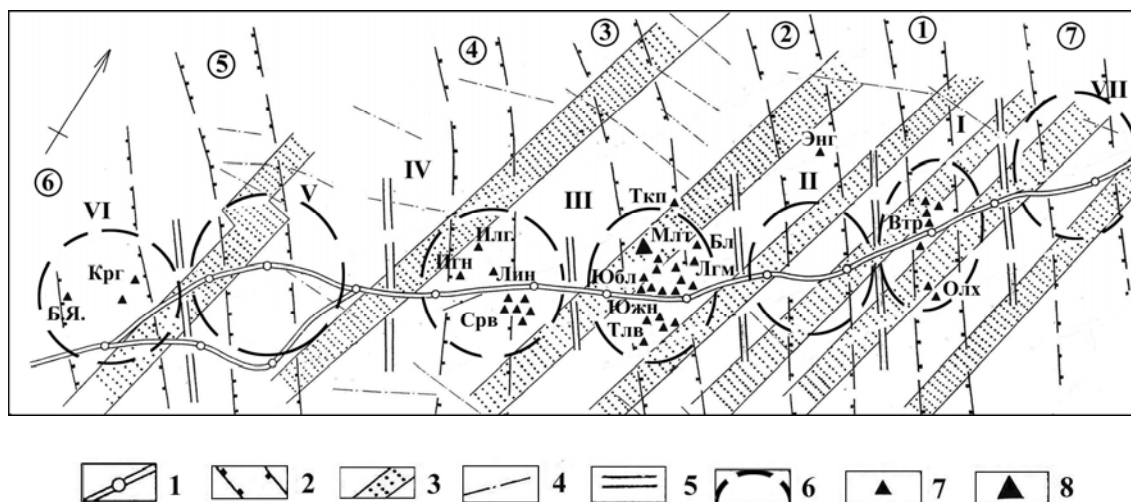 ① ② ③ ④ ⑤ ⑥ ⑦
I II III IV V VI VII
Энг
Ткп
Втр
Млт
Бл
Илг.
Лгм
Крг
Птн
Лин
Юбл
Олх
Б.Я.
Срв
Южн
Тлв
1 2 3 4 5 6 7 8